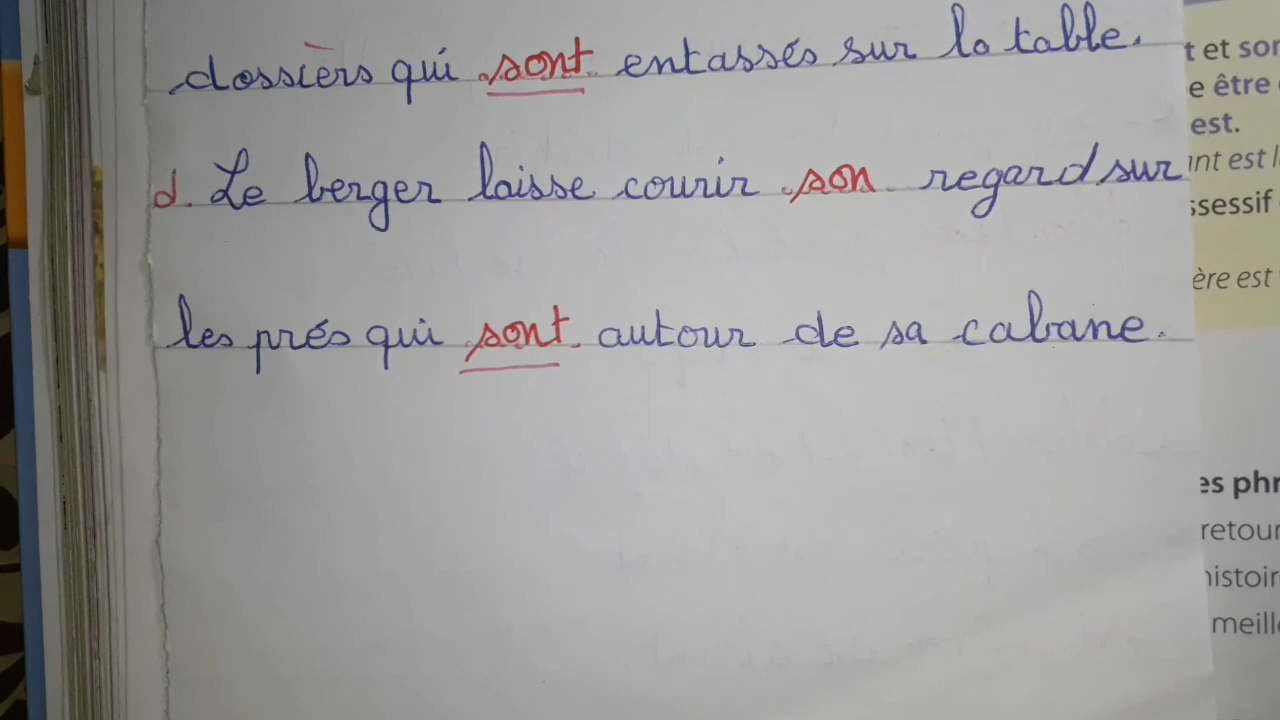 dossiers qui sont entassés sur la table.
d. Le berger laisse courir son regard sur
les prés qui sont autour de sa cabane.
t et son
e être
est.
est l
ssessif
ère est
es phr
retour
histoir
meill